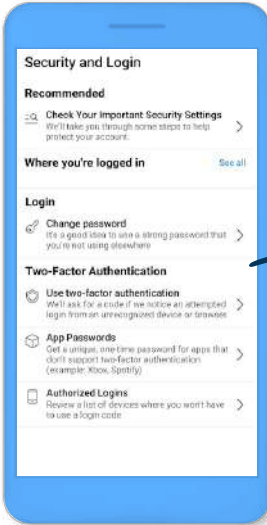 Security and Login
Recommended
Check Your Important Security Settings
We'll take you through some steps to help
protect your account.
Where you're logged in See all
Login
Change password
It's a good idea to use a strong password that
you're not using elsewhere
Two-Factor Authentication
Use two-factor authentication
We'll ask for a code if we notice an attempted
login from an unrecognized device or browser
App Passwords
Get a unique, one-time password for apps that
don't support two-factor authentication
(example: Xbox, Spotify)
Authorized Logins
Review a list of devices where you won't have
to use a login code